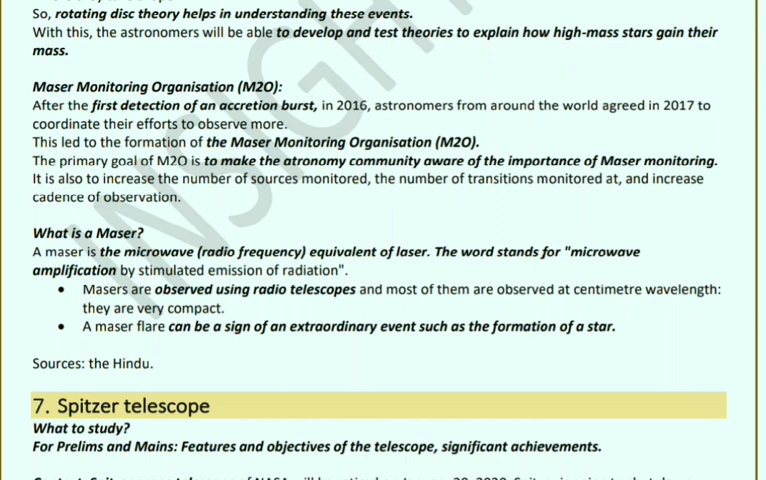 So, rotating disc theory helps in understanding these events.
With this, the astronomers will be able to develop and test theories to explain how high-mass stars gain their
mass.
Maser Monitoring Organisation (M2O):
After the first detection of an accretion burst, in 2016, astronomers from around the world agreed in 2017 to
coordinate their efforts to observe more.
This led to the formation of the Maser Monitoring Organisation (M2O).
The primary goal of M2O is to make the atronomy community aware of the importance of Maser monitoring.
It is also to increase the number of sources monitored, the number of transitions monitored at, and increase
cadence of observation.
What is a Maser?
A maser is the microwave (radio frequency) equivalent of laser. The word stands for "microwave
amplification by stimulated emission of radiation".
• Masers are observed using radio telescopes and most of them are observed at centimetre wavelength:
they are very compact.
• A maser flare can be a sign of an extraordinary event such as the formation of a star.
Sources: the Hindu.
7. Spitzer telescope
What to study?
For Prelims and Mains: Features and objectives of the telescope, significant achievements.
INSIGHT